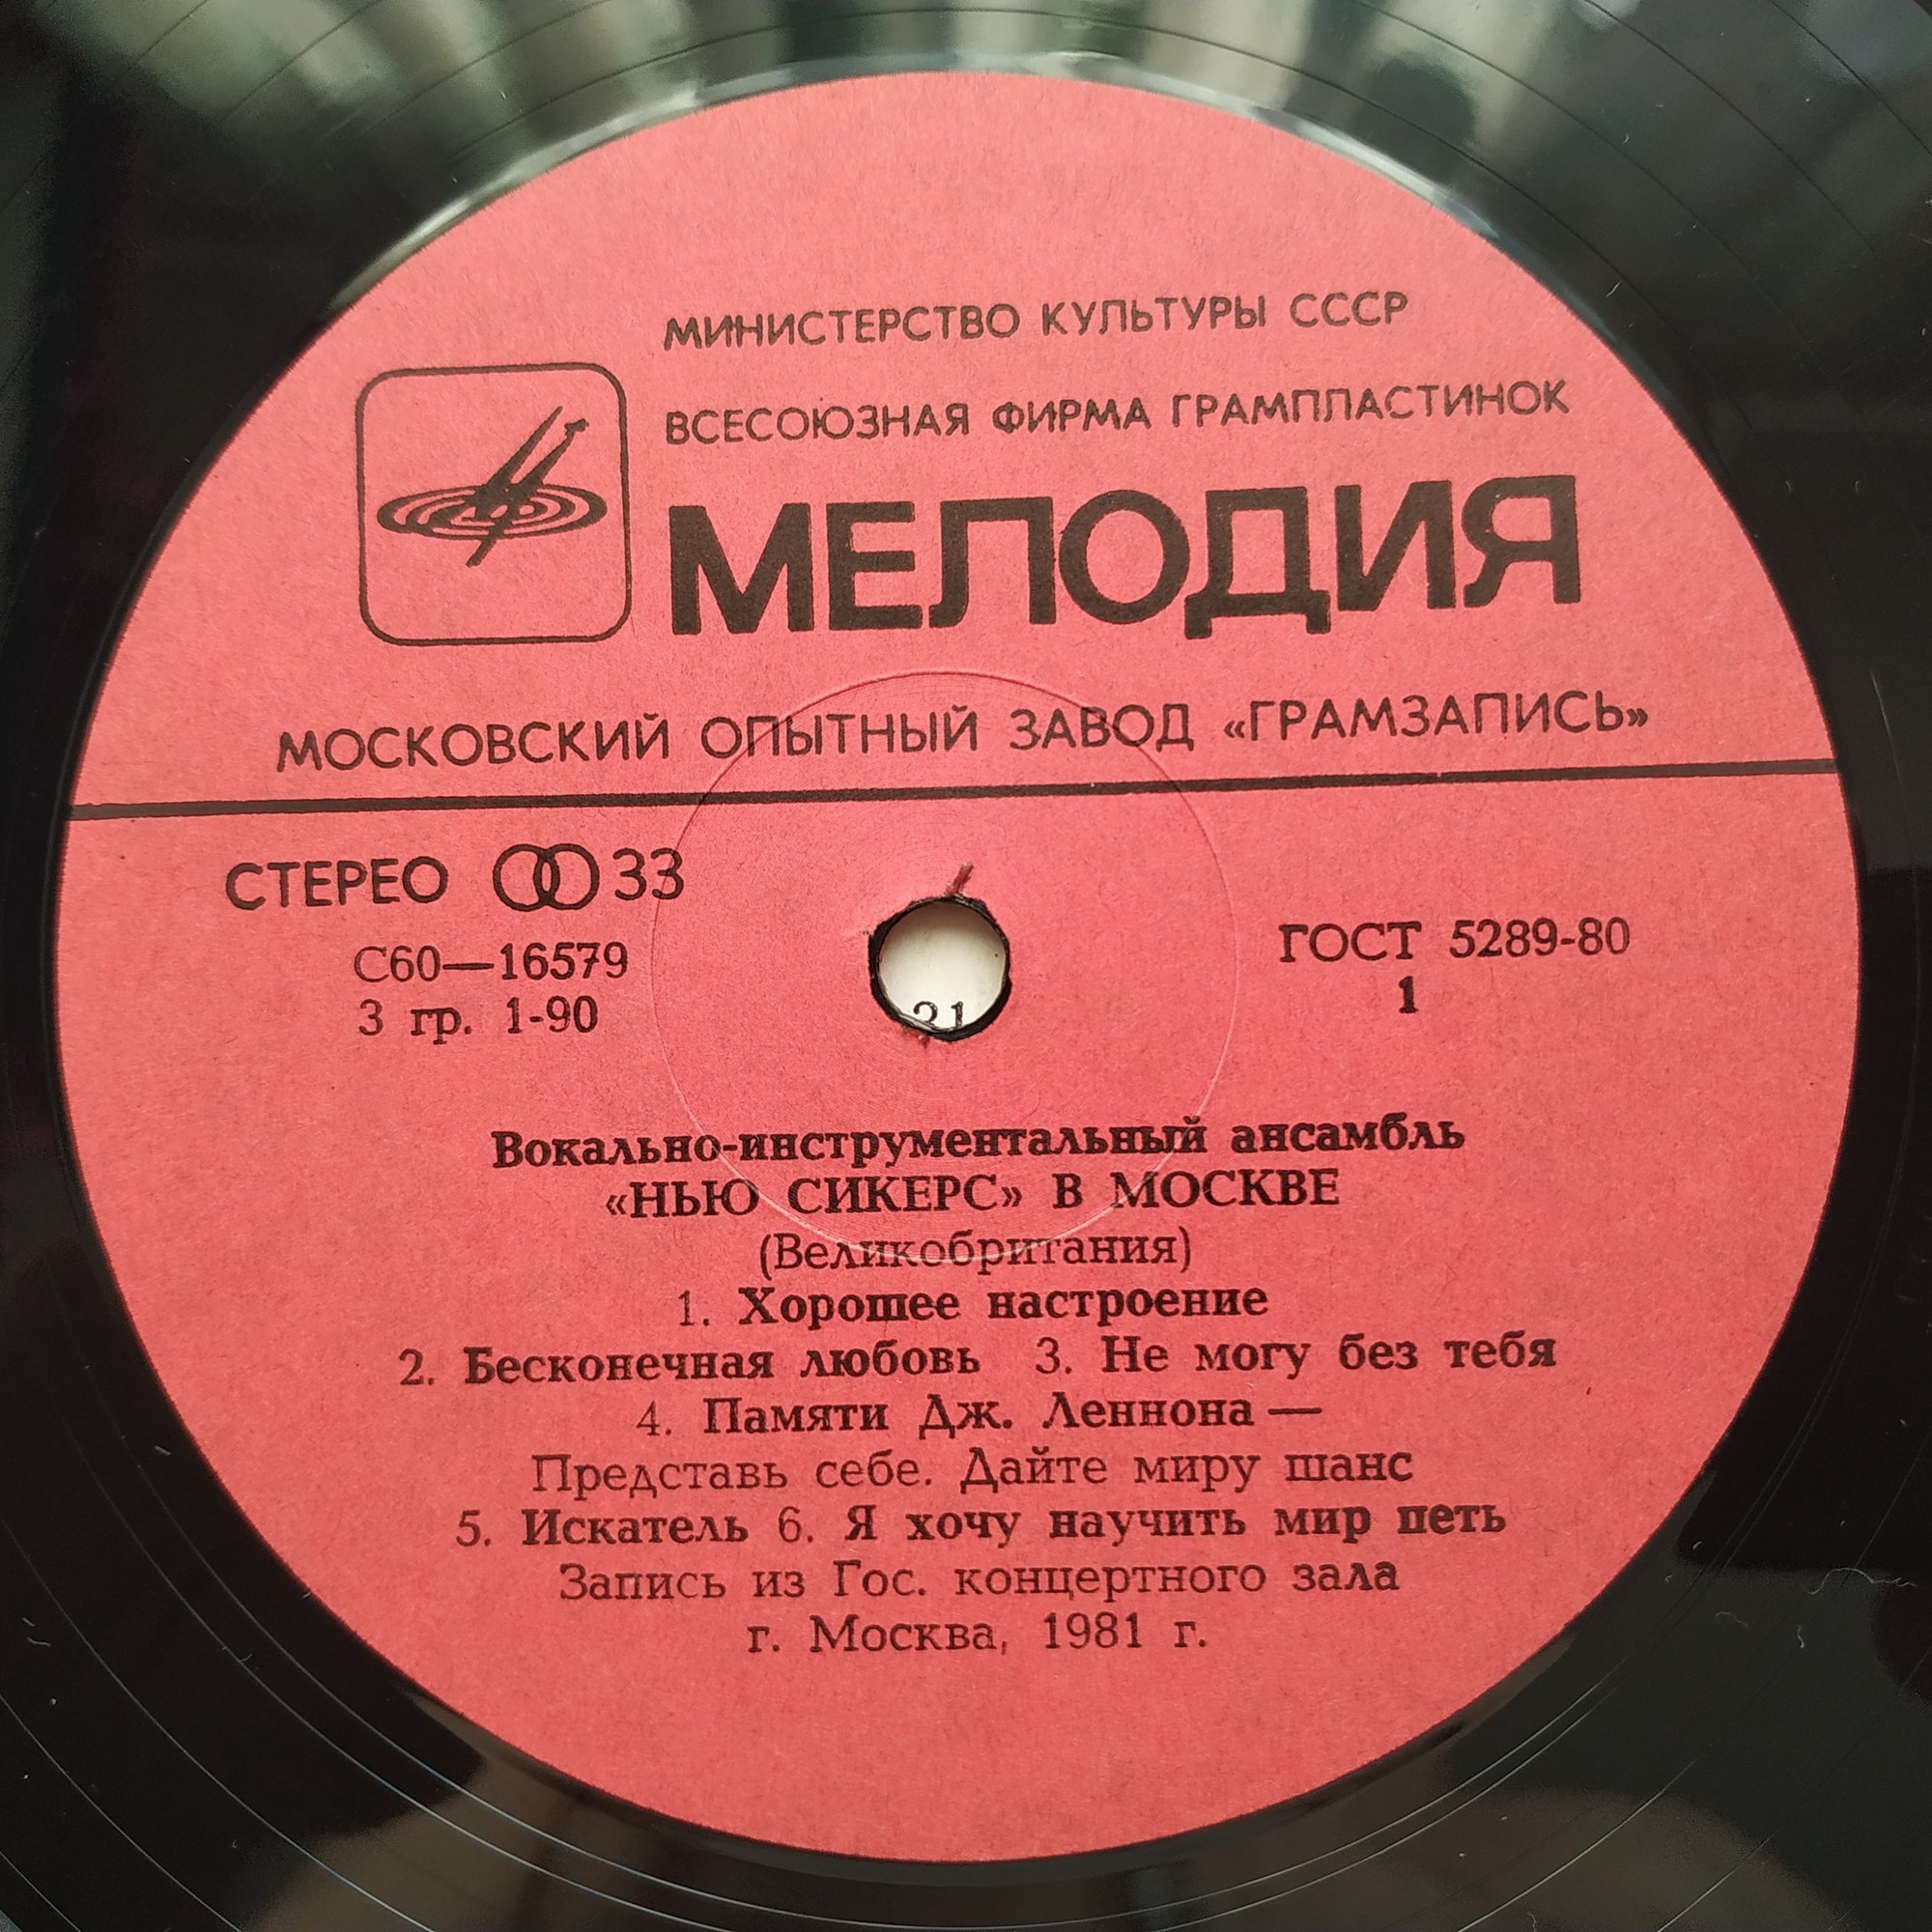 МИНИСТЕРСТВО КУЛЬТУРЫ СССР
ВСЕСОЮЗНАЯ ФИРМА ГРАМПЛАСТИНОК
МЕЛОДИЯ
МОСКОВСКИЙ ОПЫТНЫЙ ЗАВОД «ГРАМЗАПИСЬ»
СТЕРЕО 33
С60—16579
3 гр. 1-90
ГОСТ 5289-80
1
Вокально-инструментальный ансамбль
«НЬЮ СИКЕРС» В МОСКВЕ
(Великобритания)
1. Хорошее настроение
2. Бесконечная любовь 3. Не могу без тебя
4. Памяти Дж. Леннона —
Представь себе. Дайте миру шанс
5. Искатель 6. Я хочу научить мир петь
Запись из Гос. концертного зала
г. Москва, 1981 г.